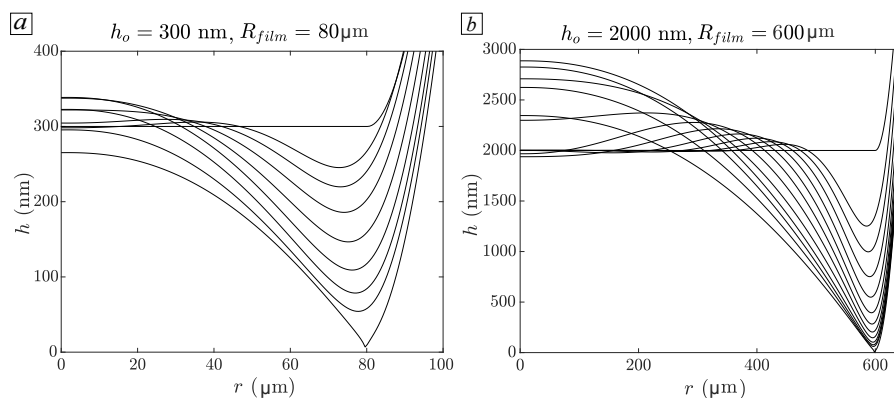 a
h_o = 300 nm, R_film = 80μm
400
300
200
100
0
h (nm)
0 20 40 60 80 100
r (μm)
b
h_o = 2000 nm, R_film = 600μm
3000
2500
2000
1500
1000
500
0
h (nm)
0 200 400 600
r (μm)